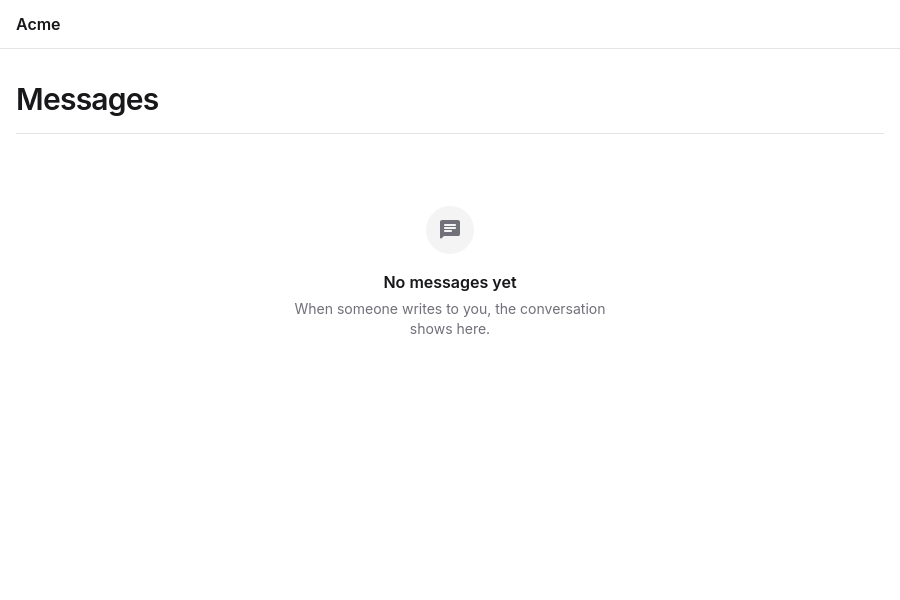 Acme
Messages
No messages yet
When someone writes to you, the conversation
shows here.